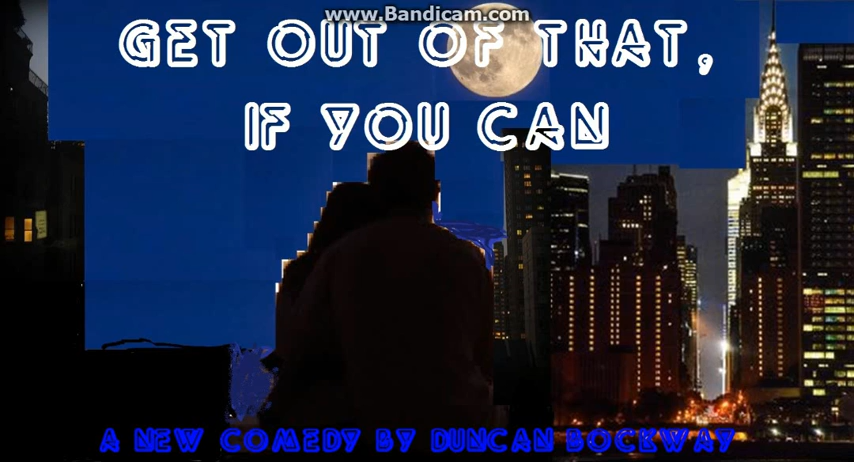 www.Bandicam.com
GET OUT OF THAT,
IF YOU CAN
A NEW COMEDY BY DUNCAN BOCKWAY